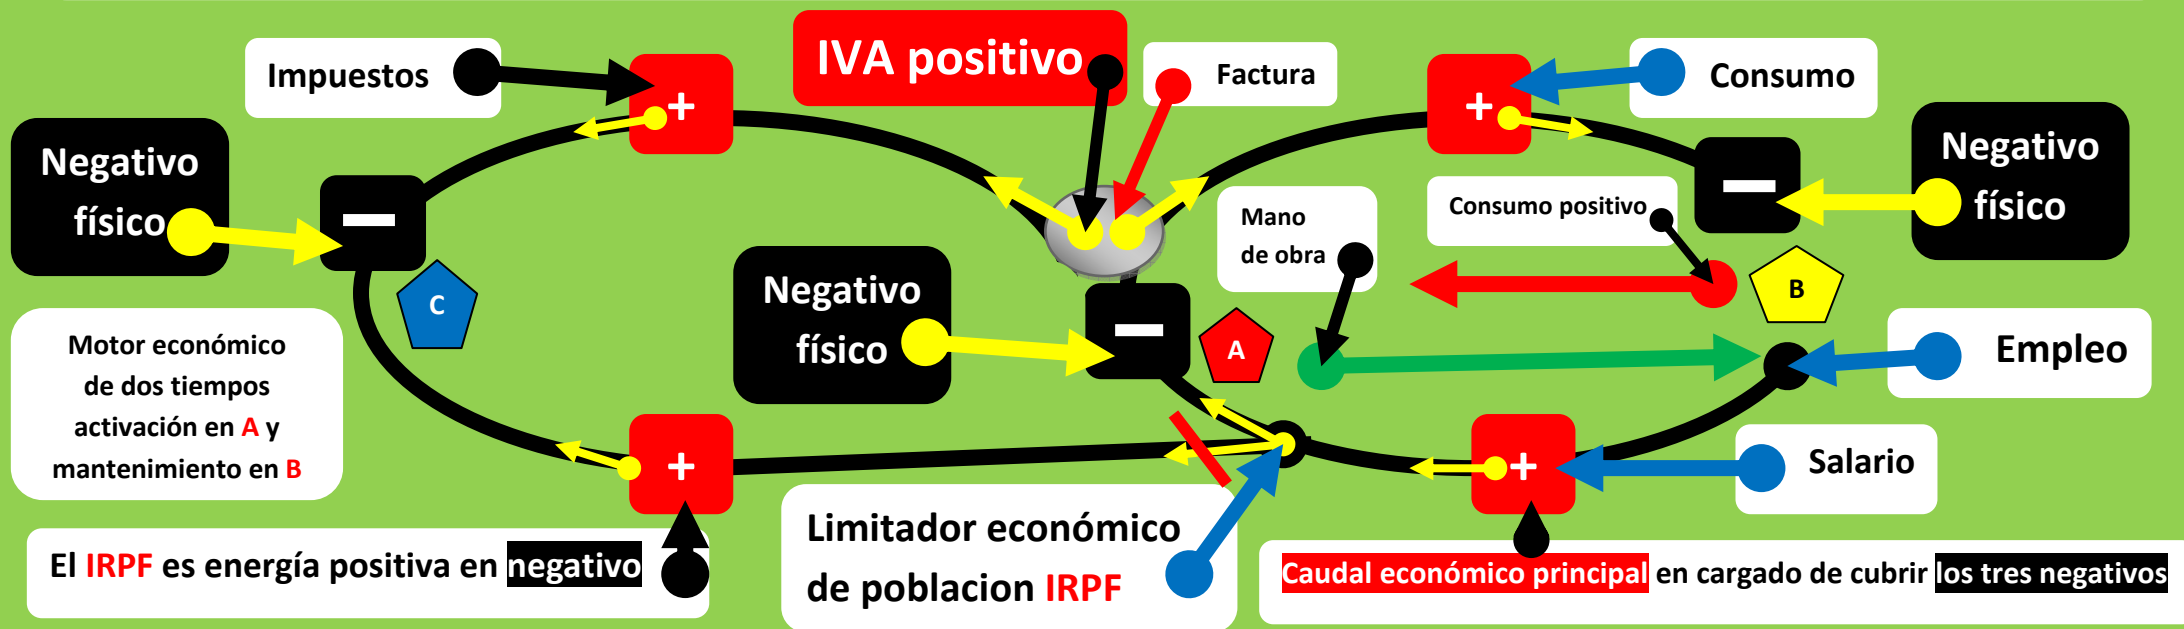 Impuestos
+
IVA positivo
Factura
+
Consumo
Negativo
físico
−
C
Negativo
físico
−
A
Mano
de obra
Consumo positivo
−
Negativo
físico
B
Empleo
Motor económico
de dos tiempos
activación en A y
mantenimiento en B
+
El IRPF es energía positiva en negativo
Limitador económico
de poblacion IRPF
+
Salario
Caudal económico principal en cargado de cubrir los tres negativos